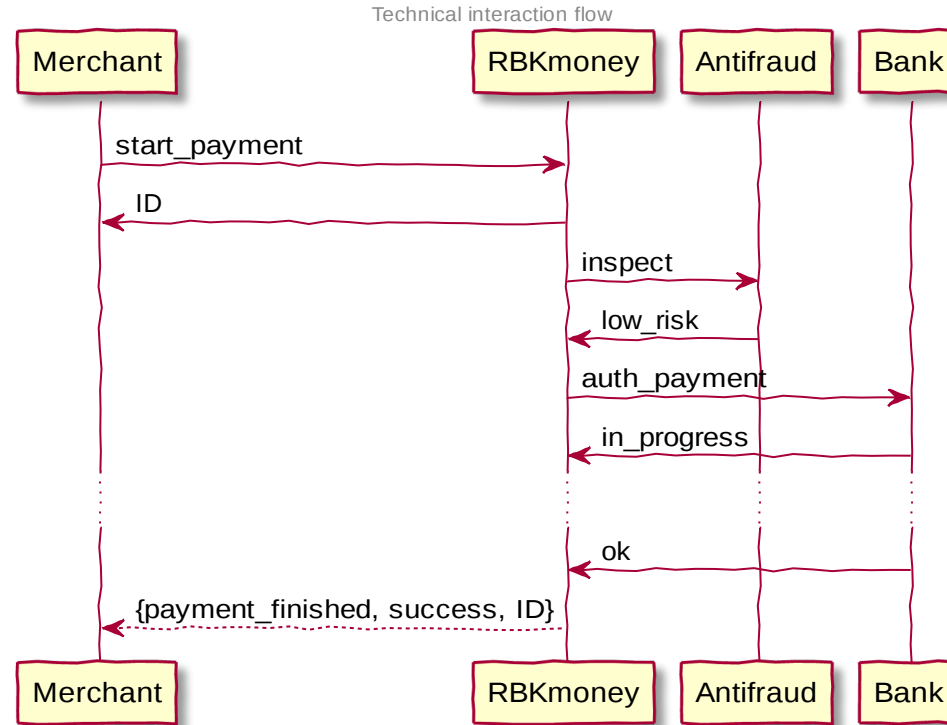 Technical interaction flow
Merchant RBKmoney Antifraud Bank
start_payment
ID
inspect
low_risk
auth_payment
in_progress
ok
{payment_finished, success, ID}
Merchant RBKmoney Antifraud Bank